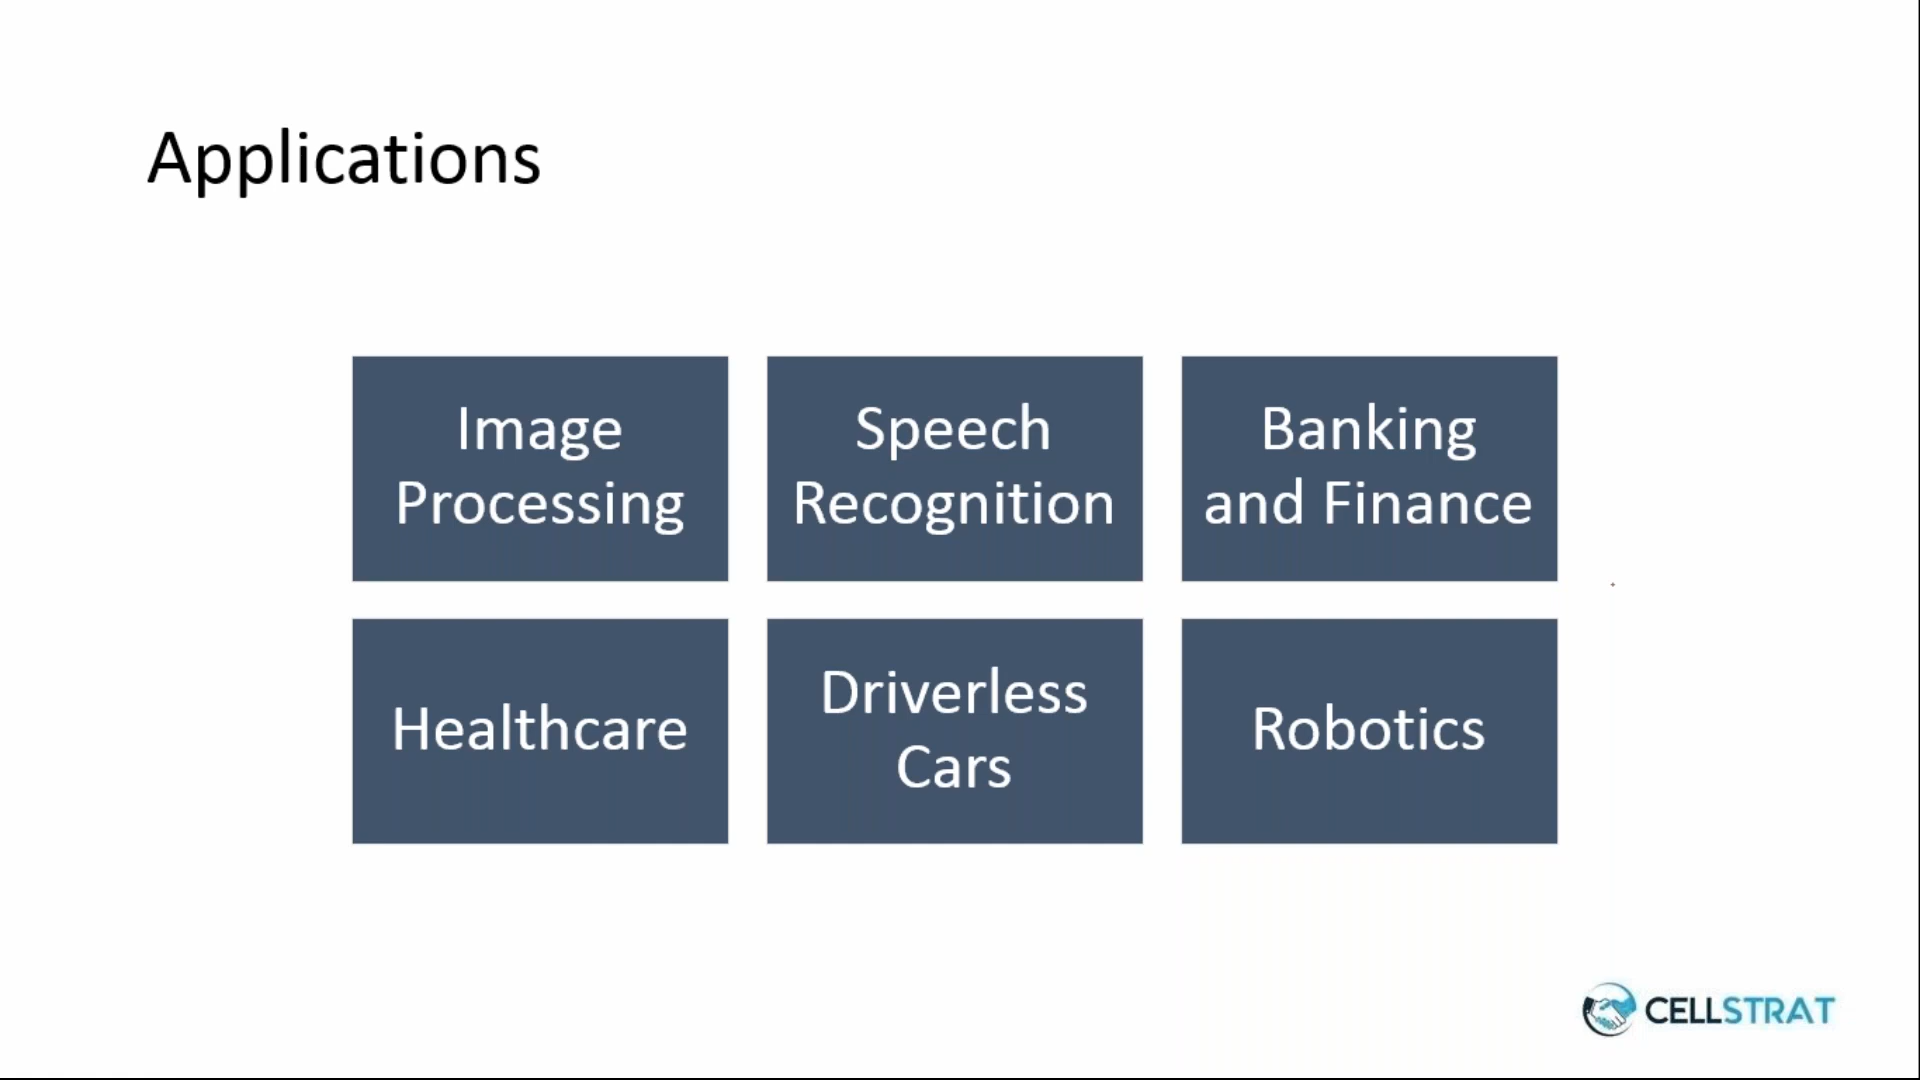 Applications
Image
Processing
Speech
Recognition
Banking
and Finance
Healthcare
Driverless
Cars
Robotics
CELLSTRAT